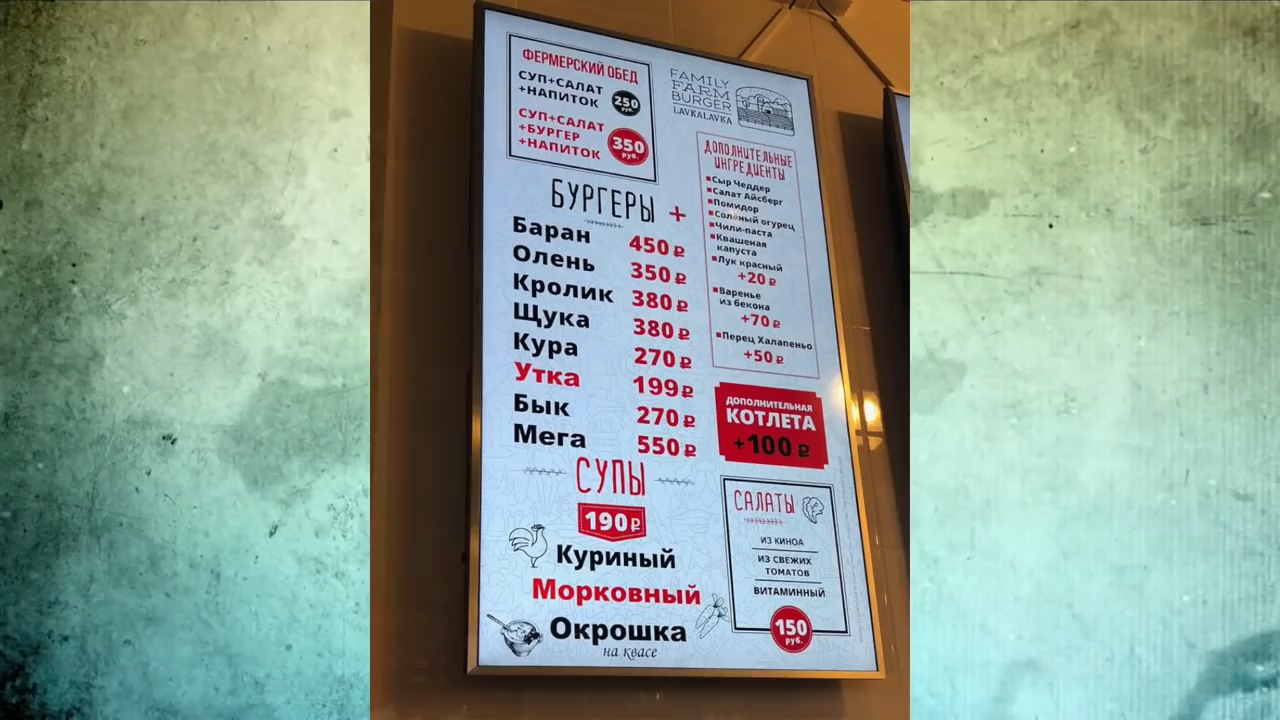 ФЕРМЕРСКИЙ ОБЕД
СУП+САЛАТ
+НАПИТОК
250
руб.
СУП+САЛАТ
+БУРГЕР
+НАПИТОК
350
руб.
FAMILY
FARM
BURGER
LAVKALAVKA
БУРГЕРЫ +
Баран 450 ₽
Олень 350 ₽
Кролик 380 ₽
Щука 380 ₽
Кура 270 ₽
Утка 199 ₽
Бык 270 ₽
Мега 550 ₽
ДОПОЛНИТЕЛЬНЫЕ
ИНГРЕДИЕНТЫ
Сыр Чеддер
Салат Айсберг
Помидор
Солёный огурец
Чили-паста
Квашеная
капуста
Лук красный
+20 ₽
Варенье
из бекона
+70 ₽
Перец Халапеньо
+50 ₽
ДОПОЛНИТЕЛЬНАЯ
КОТЛЕТА
+100 ₽
СУПЫ
190 ₽
Куриный
Морковный
Окрошка
на квасе
САЛАТЫ
ИЗ КИНОА
ИЗ СВЕЖИХ
ТОМАТОВ
ВИТАМИННЫЙ
150
руб.